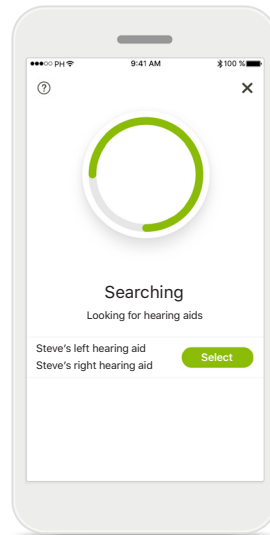 ●●●○○ PH 9:41 AM 100 %
?
Searching
Looking for hearing aids
Steve's left hearing aid
Steve's right hearing aid
Select